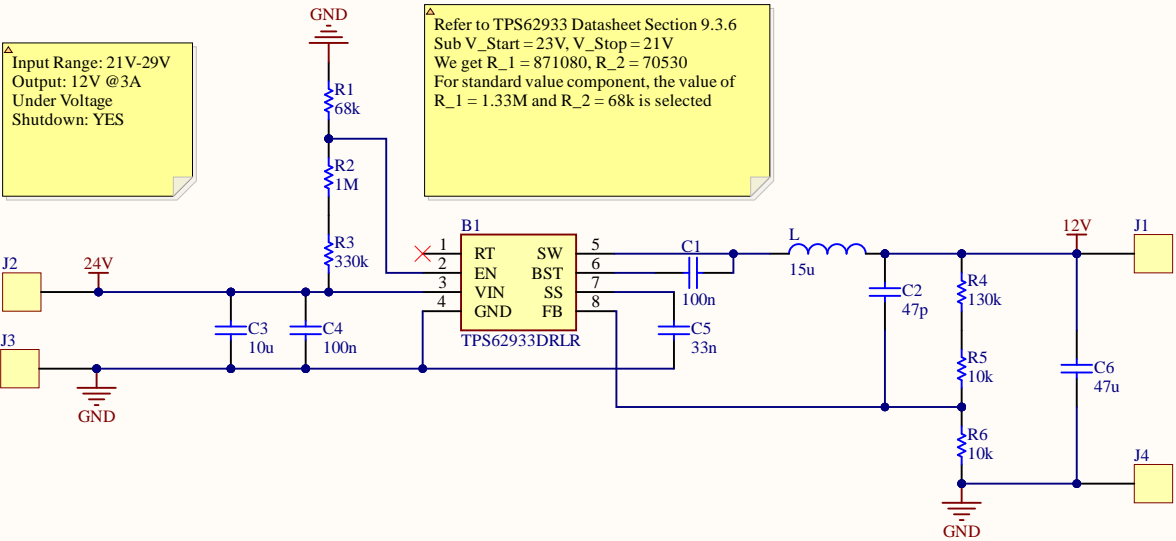 GND
Refer to TPS62933 Datasheet Section 9.3.6
Sub V_Start = 23V, V_Stop = 21V
We get R_1 = 871080, R_2 = 70530
For standard value component, the value of
R_1 = 1.33M and R_2 = 68k is selected
Input Range: 21V-29V
Output: 12V @3A
Under Voltage
Shutdown: YES
R1
68k
R2
1M
R3
330k
B1
1
2
3
4
RT
EN
VIN
GND
SW
BST
SS
FB
5
6
7
8
TPS62933DRLR
C1
100n
L
15u
12V
J1
J2
24V
C2
47p
R4
130k
C3
10u
C4
100n
C5
33n
J3
GND
R5
10k
C6
47u
R6
10k
J4
GND